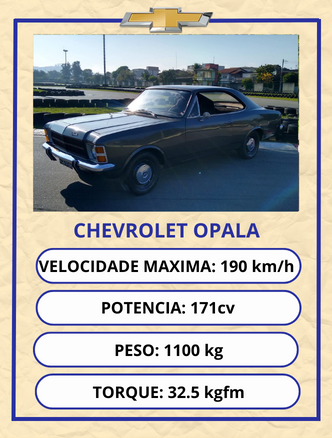 CHEVROLET OPALA
VELOCIDADE MAXIMA: 190 km/h
POTENCIA: 171cv
PESO: 1100 kg
TORQUE: 32.5 kgfm